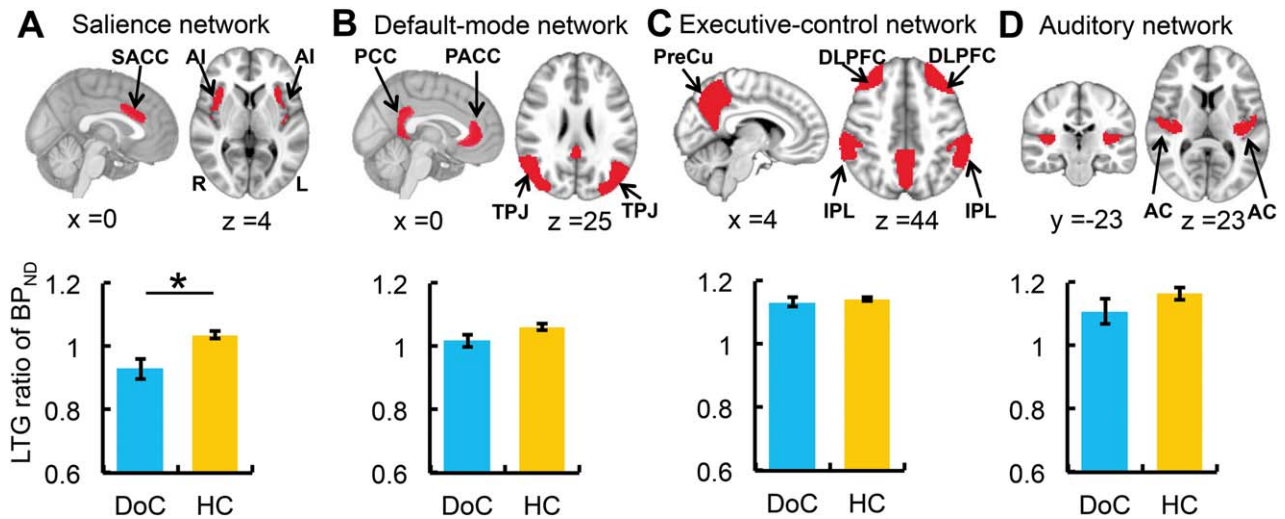 A Salience network
SACC
AI
AI
R
L
x =0
z =4
B Default-mode network
PCC
PACC
TPJ
TPJ
x =0
z =25
C Executive-control network
PreCu
DLPFC
DLPFC
IPL
IPL
x =4
z =44
D Auditory network
AC
AC
y =-23
z =23
LTG ratio of BPND
1.2
1
0.8
0.6
*
DoC
HC
1.2
1
0.8
0.6
DoC
HC
1.2
1
0.8
0.6
DoC
HC
1.2
1
0.8
0.6
DoC
HC